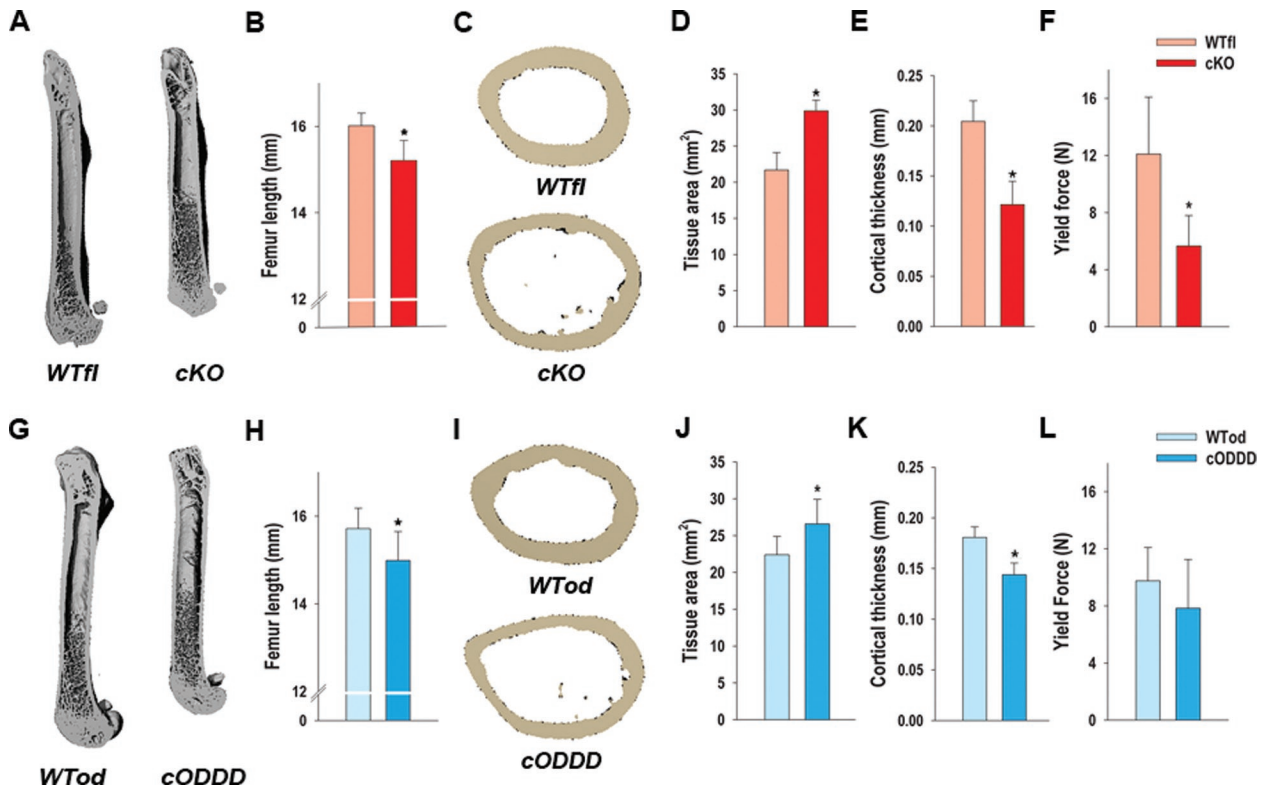 A
B
C
D
E
F
WTfl
cKO
Femur length (mm)
16
14
12
0
WTfl
cKO
WTfl
cKO
Tissue area (mm²)
35
30
25
20
15
10
5
0
Cortical thickness (mm)
0.25
0.20
0.15
0.10
0.05
0.00
Yield force (N)
16
12
8
4
0
*
*
*
*
WTfl
cKO
G
H
I
J
K
L
WTod
cODDD
Femur length (mm)
16
14
12
0
WTod
cODDD
WTod
cODDD
Tissue area (mm²)
35
30
25
20
15
10
5
0
Cortical thickness (mm)
0.25
0.20
0.15
0.10
0.05
0.00
Yield Force (N)
16
12
8
4
0
*
*
*